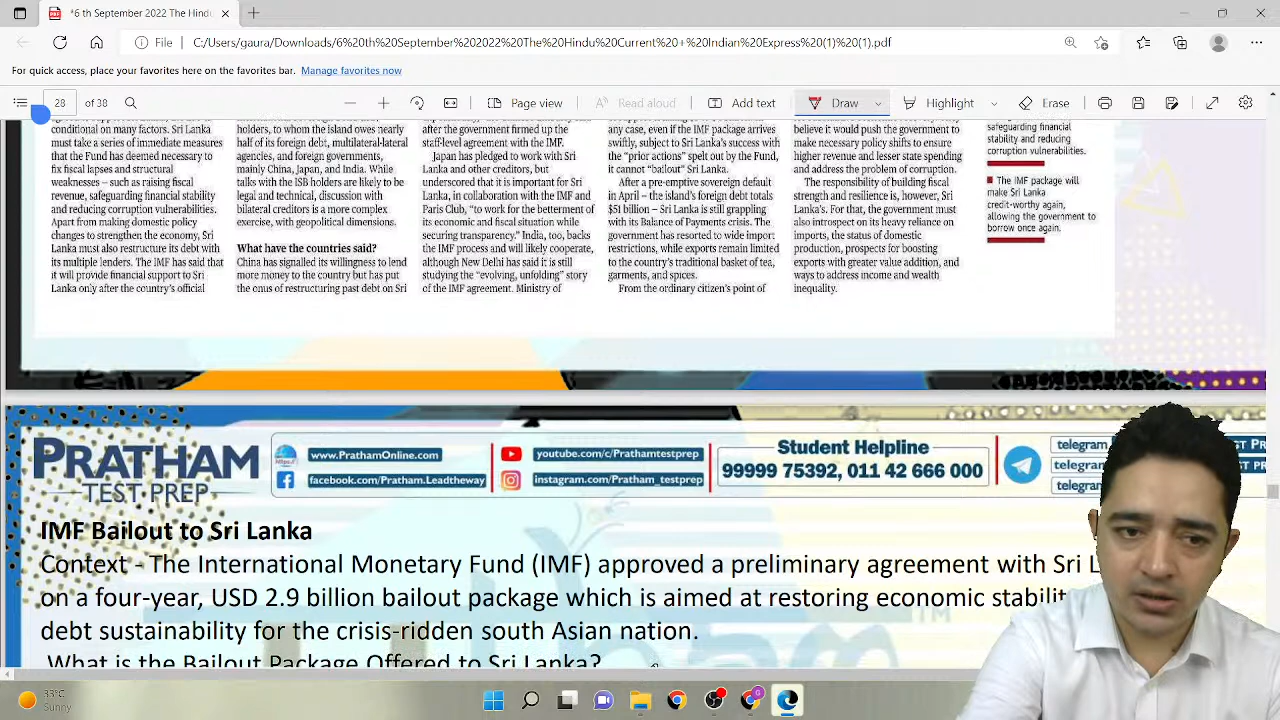 *6 th September 2022 The Hind
File
C:/Users/gaura/Downloads/6%20th%20September%202022%20The%20Hindu%20Current%20+%20Indian%20Express%20(1)%20(1).pdf
For quick access, place your favorites here on the favorites bar. Manage favorites now
28 of 38
Page view
Read aloud
Add text
Draw
Highlight
Erase
conditional on many factors. Sri Lanka
must take a series of immediate measures
that the Fund has deemed necessary to
fix fiscal lapses and structural
weaknesses – such as raising fiscal
revenue, safeguarding financial stability
and reducing corruption vulnerabilities.
Apart from making domestic policy
changes to strengthen the economy, Sri
Lanka must also restructure its debt with
its multiple lenders. The IMF has said that
it will provide financial support to Sri
Lanka only after the country's official
holders, to whom the island owes nearly
half of its foreign debt, multilateral-lateral
agencies, and foreign governments,
mainly China, Japan, and India. While
talks with the ISB holders are likely to be
legal and technical, discussion with
bilateral creditors is a more complex
exercise, with geopolitical dimensions.
What have the countries said?
China has signalled its willingness to lend
more money to the country but has put
the onus of restructuring past debt on Sri
after the government firmed up the
staff-level agreement with the IMF.
Japan has pledged to work with Sri
Lanka and other creditors, but
underscored that it is important for Sri
Lanka, in collaboration with the IMF and
Paris Club, "to work for the betterment of
its economic and fiscal situation while
securing transparency." India, too, backs
the IMF process and will likely cooperate,
although New Delhi has said it is still
studying the "evolving, unfolding" story
of the IMF agreement. Ministry of
any case, even if the IMF package arrives
swiftly, subject to Sri Lanka's success with
the "prior actions" spelt out by the Fund,
it cannot "bailout" Sri Lanka.
After a pre-emptive sovereign default
in April – the island's foreign debt totals
$51 billion – Sri Lanka is still grappling
with its Balance of Payments crisis. The
government has resorted to wide import
restrictions, while exports remain limited
to the country's traditional basket of tea,
garments, and spices.
From the ordinary citizen's point of
believe it would push the government to
make necessary policy shifts to ensure
higher revenue and lesser state spending
and address the problem of corruption.
The responsibility of building fiscal
strength and resilience is, however, Sri
Lanka's. For that, the government must
also introspect on its heavy reliance on
imports, the status of domestic
production, prospects for boosting
exports with greater value addition, and
ways to address income and wealth
inequality.
safeguarding financial
stability and reducing
corruption vulnerabilities.
The IMF package will
make Sri Lanka
credit-worthy again,
allowing the government to
borrow once again.
PRATHAM
TEST PREP
https://
www.PrathamOnline.com
facebook.com/Pratham.Leadtheway
youtube.com/c/Prathamtestprep
instagram.com/Pratham_testprep
Student Helpline
99999 75392, 011 42 666 000
telegram
telegram
telegram
IMF Bailout to Sri Lanka
Context - The International Monetary Fund (IMF) approved a preliminary agreement with Sri L
on a four-year, USD 2.9 billion bailout package which is aimed at restoring economic stabilit
debt sustainability for the crisis-ridden south Asian nation.
What is the Bailout Package Offered to Sri Lanka?
33°C
Sunny